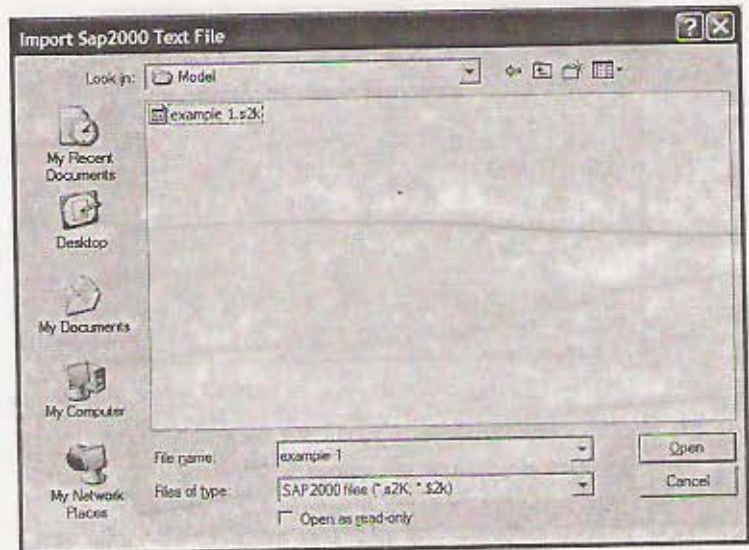 Import Sap2000 Text File
Look in:
Model
example 1.s2k
My Recent
Documents
Desktop
My Documents
My Computer
My Network
Places
File name:
example 1
Open
Files of type:
SAP2000 files (*.s2K; *.$2k)
Cancel
Open as read-only